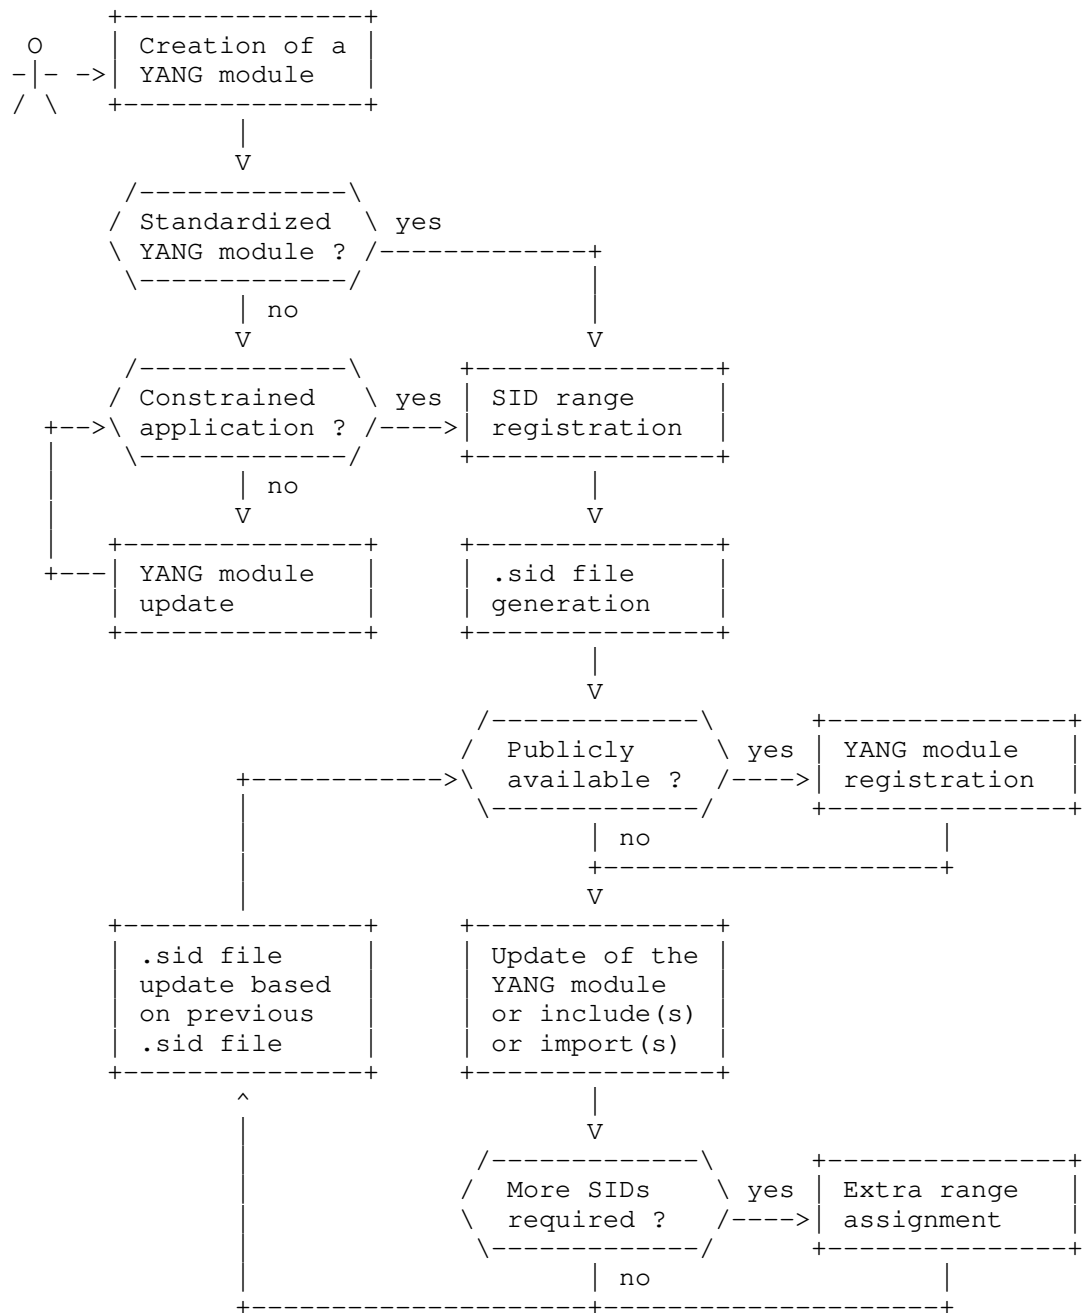 Creation of a
YANG module
Standardized yes
YANG module ?
no
Constrained yes SID range
application ? registration
no
YANG module .sid file
update generation
Publicly yes YANG module
available ? registration
no
.sid file Update of the
update based YANG module
on previous or include(s)
.sid file or import(s)
More SIDs yes Extra range
required ? assignment
no